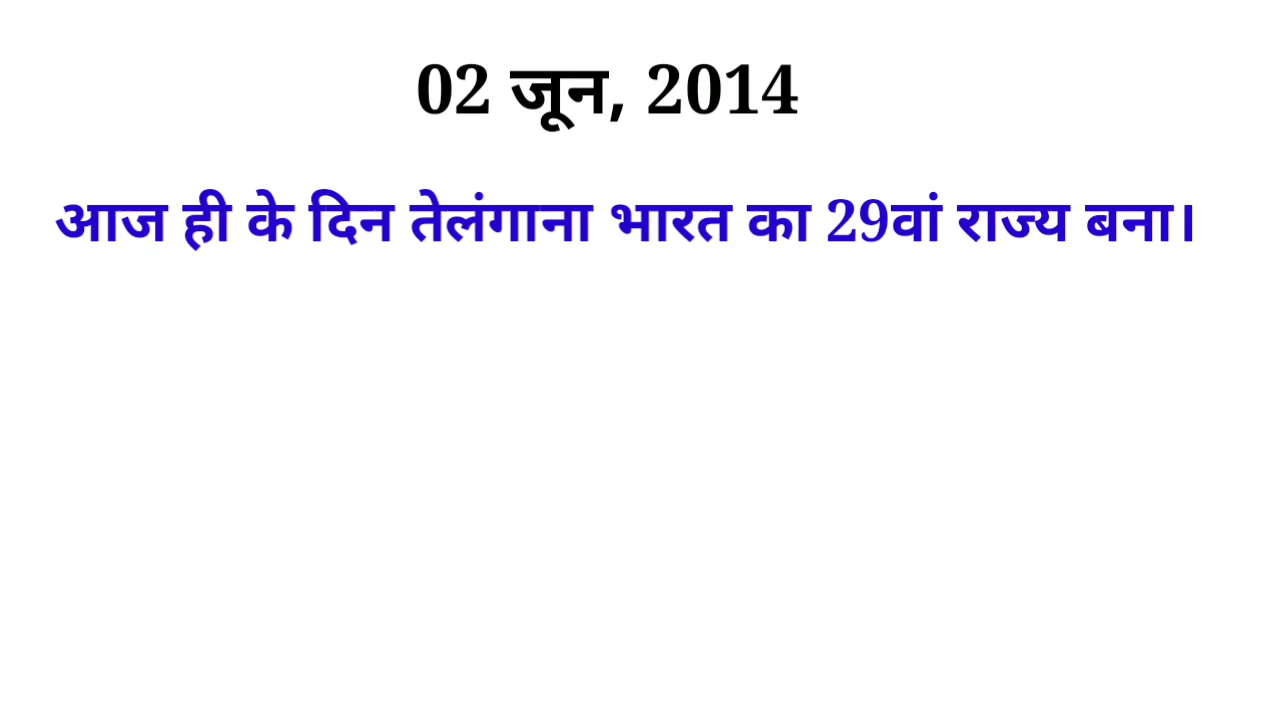 02 जून, 2014
आज ही के दिन तेलंगाना भारत का 29वां राज्य बना।